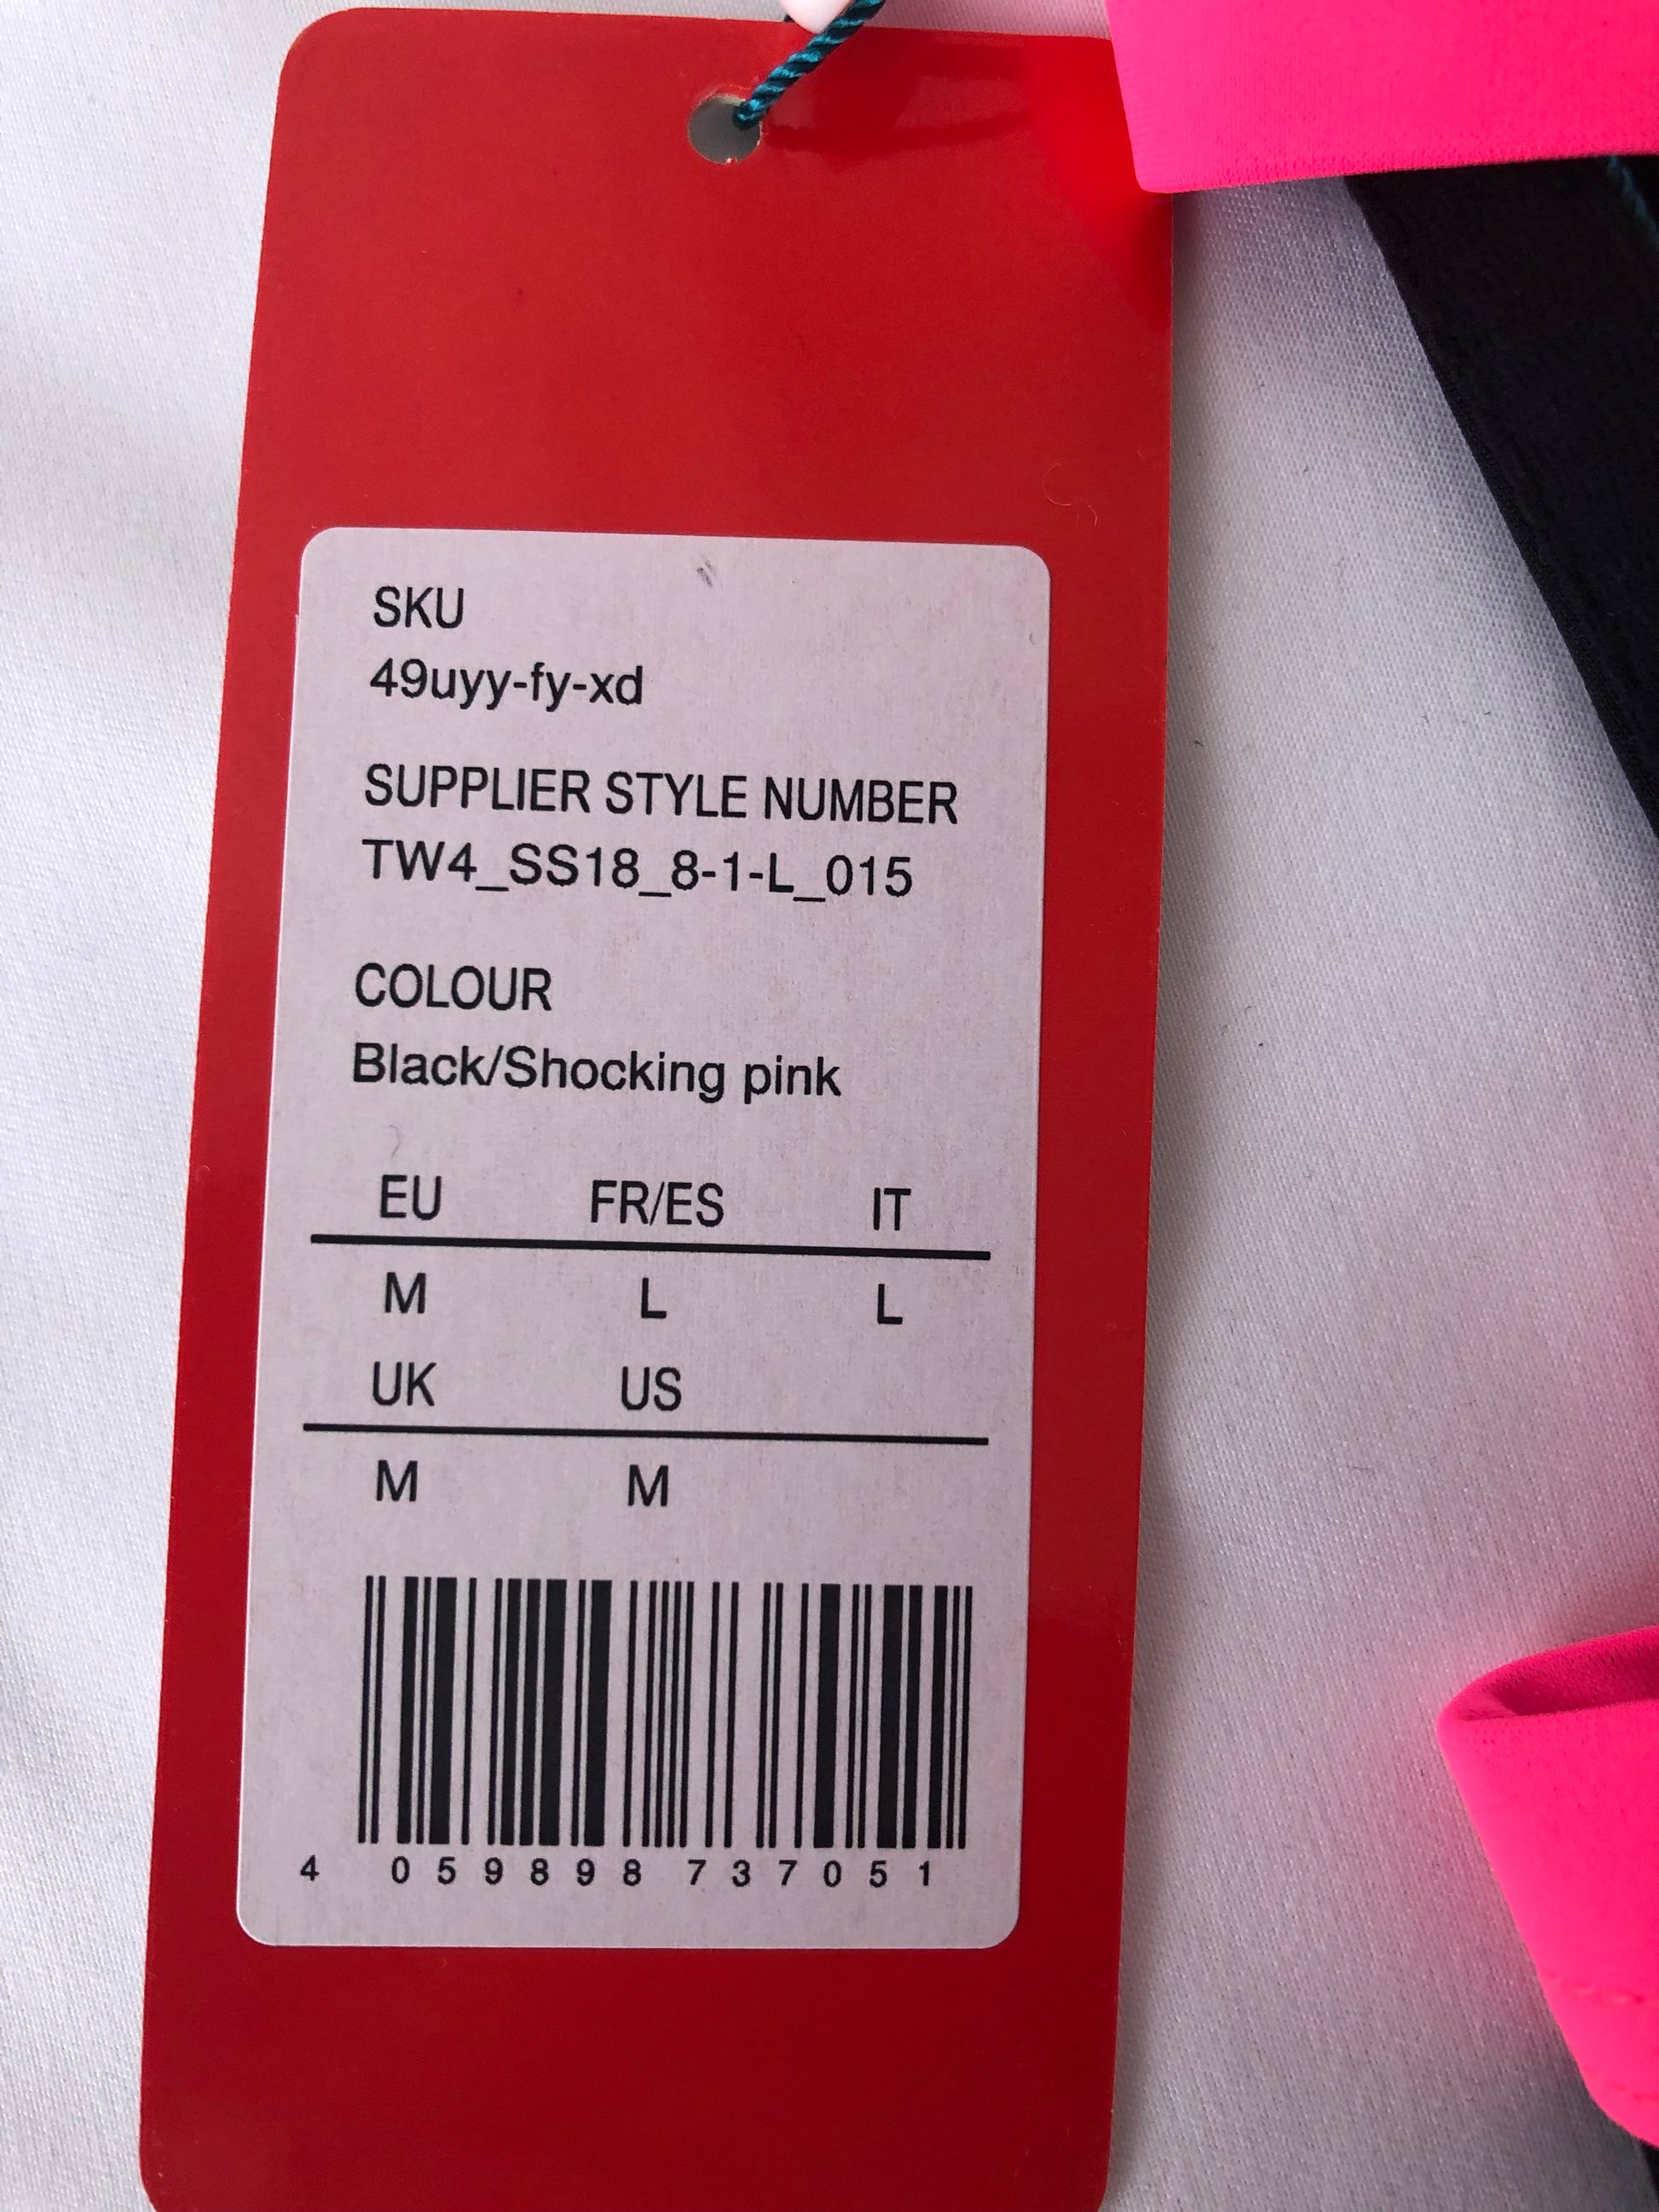 SKU
49uyy-fy-xd
SUPPLIER STYLE NUMBER
TW4_SS18_8-1-L_015
COLOUR
Black/Shocking pink
EU FR/ES IT
M L L
UK US
M M
4 059898 737051